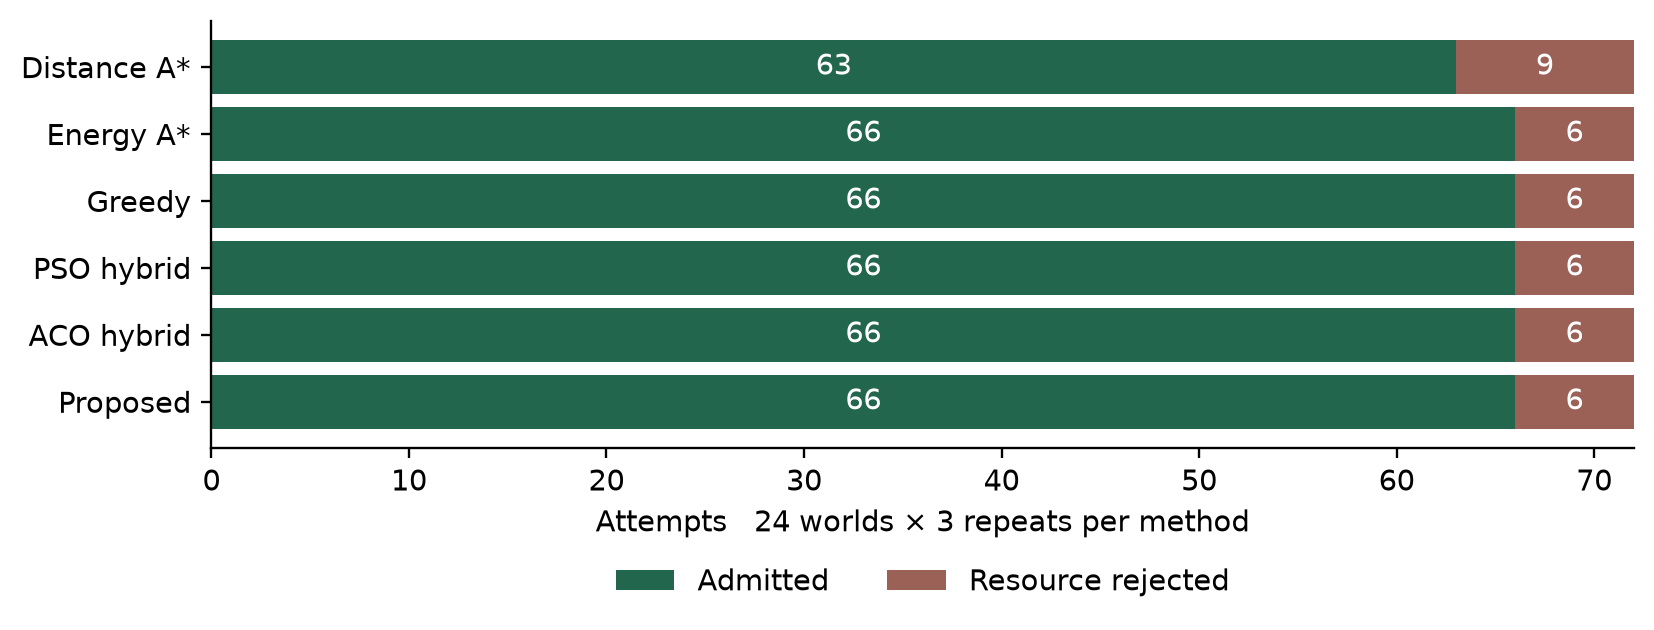 Distance A* 63 9
Energy A* 66 6
Greedy 66 6
PSO hybrid 66 6
ACO hybrid 66 6
Proposed 66 6
0 10 20 30 40 50 60 70
Attempts 24 worlds × 3 repeats per method
Admitted Resource rejected